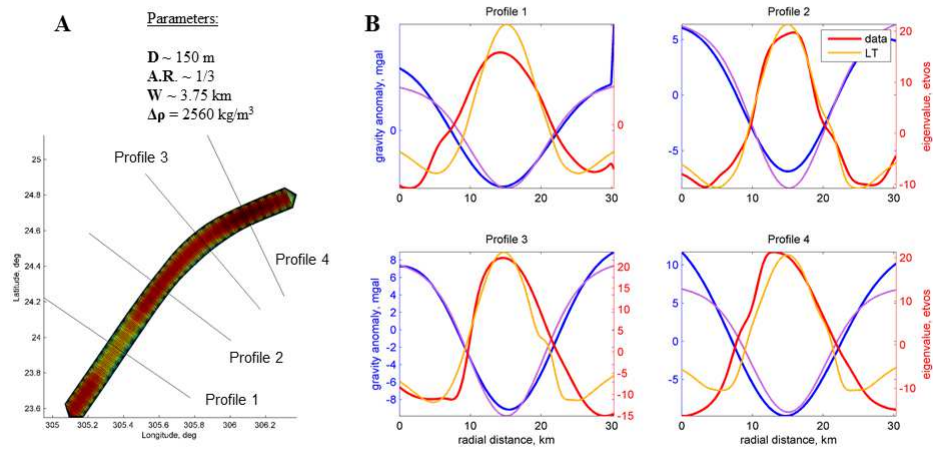 A
Parameters:
D ~ 150 m
A.R. ~ 1/3
W ~ 3.75 km
Δρ = 2560 kg/m³
Profile 3
Profile 4
Profile 2
Profile 1
Latitude, deg
25
24.8
24.6
24.4
24.2
24
23.8
23.6
305 305.2 305.4 305.6 305.8 306 306.2
Longitude, deg
B
Profile 1
gravity anomaly, mgal
0
0
0 10 20 30
Profile 2
5
0
-5
20
10
0
-10
eigenvalue, etvos
data
LT
0 10 20 30
Profile 3
gravity anomaly, mgal
8
6
4
2
0
-2
-4
-6
-8
20
15
10
5
0
-5
-10
-15
0 10 20 30
radial distance, km
Profile 4
10
5
0
-5
20
10
0
-10
eigenvalue, etvos
0 10 20 30
radial distance, km